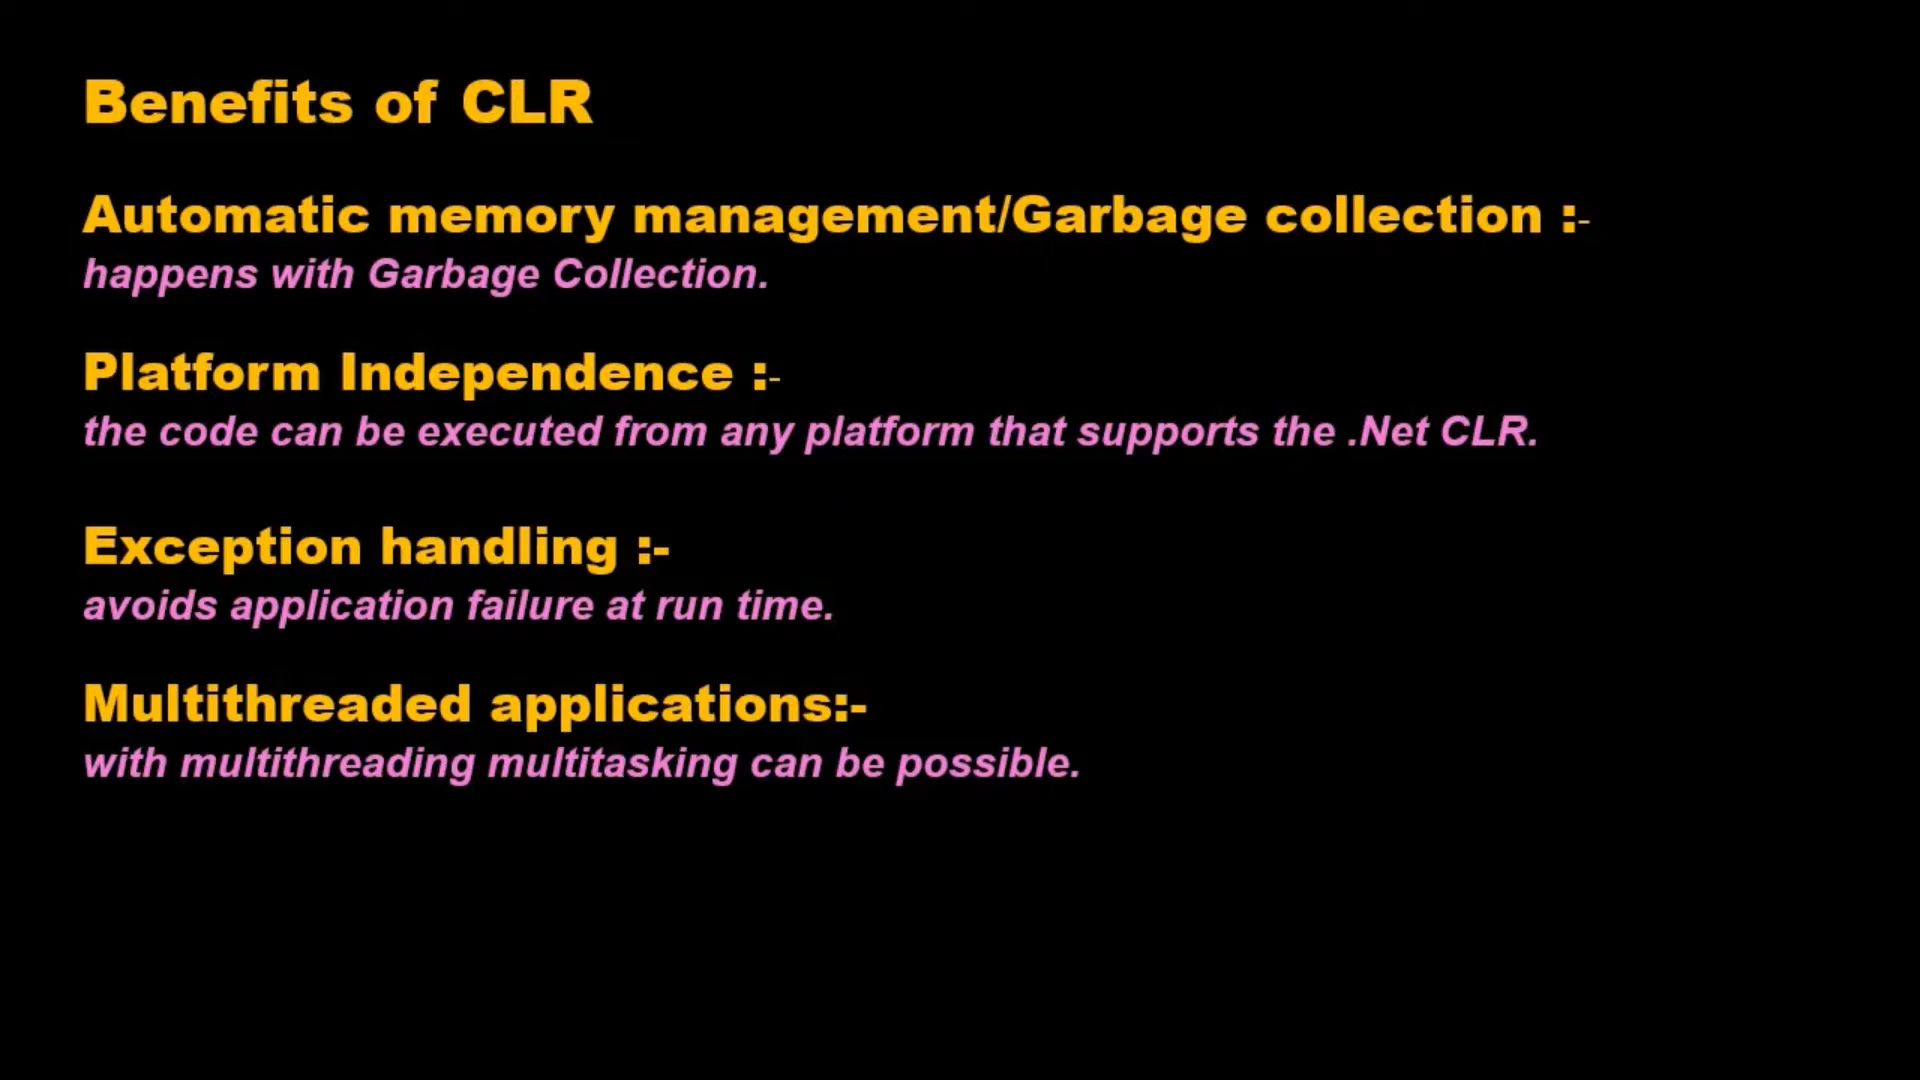 Benefits of CLR
Automatic memory management/Garbage collection :-
happens with Garbage Collection.
Platform Independence :-
the code can be executed from any platform that supports the .Net CLR.
Exception handling :-
avoids application failure at run time.
Multithreaded applications:-
with multithreading multitasking can be possible.